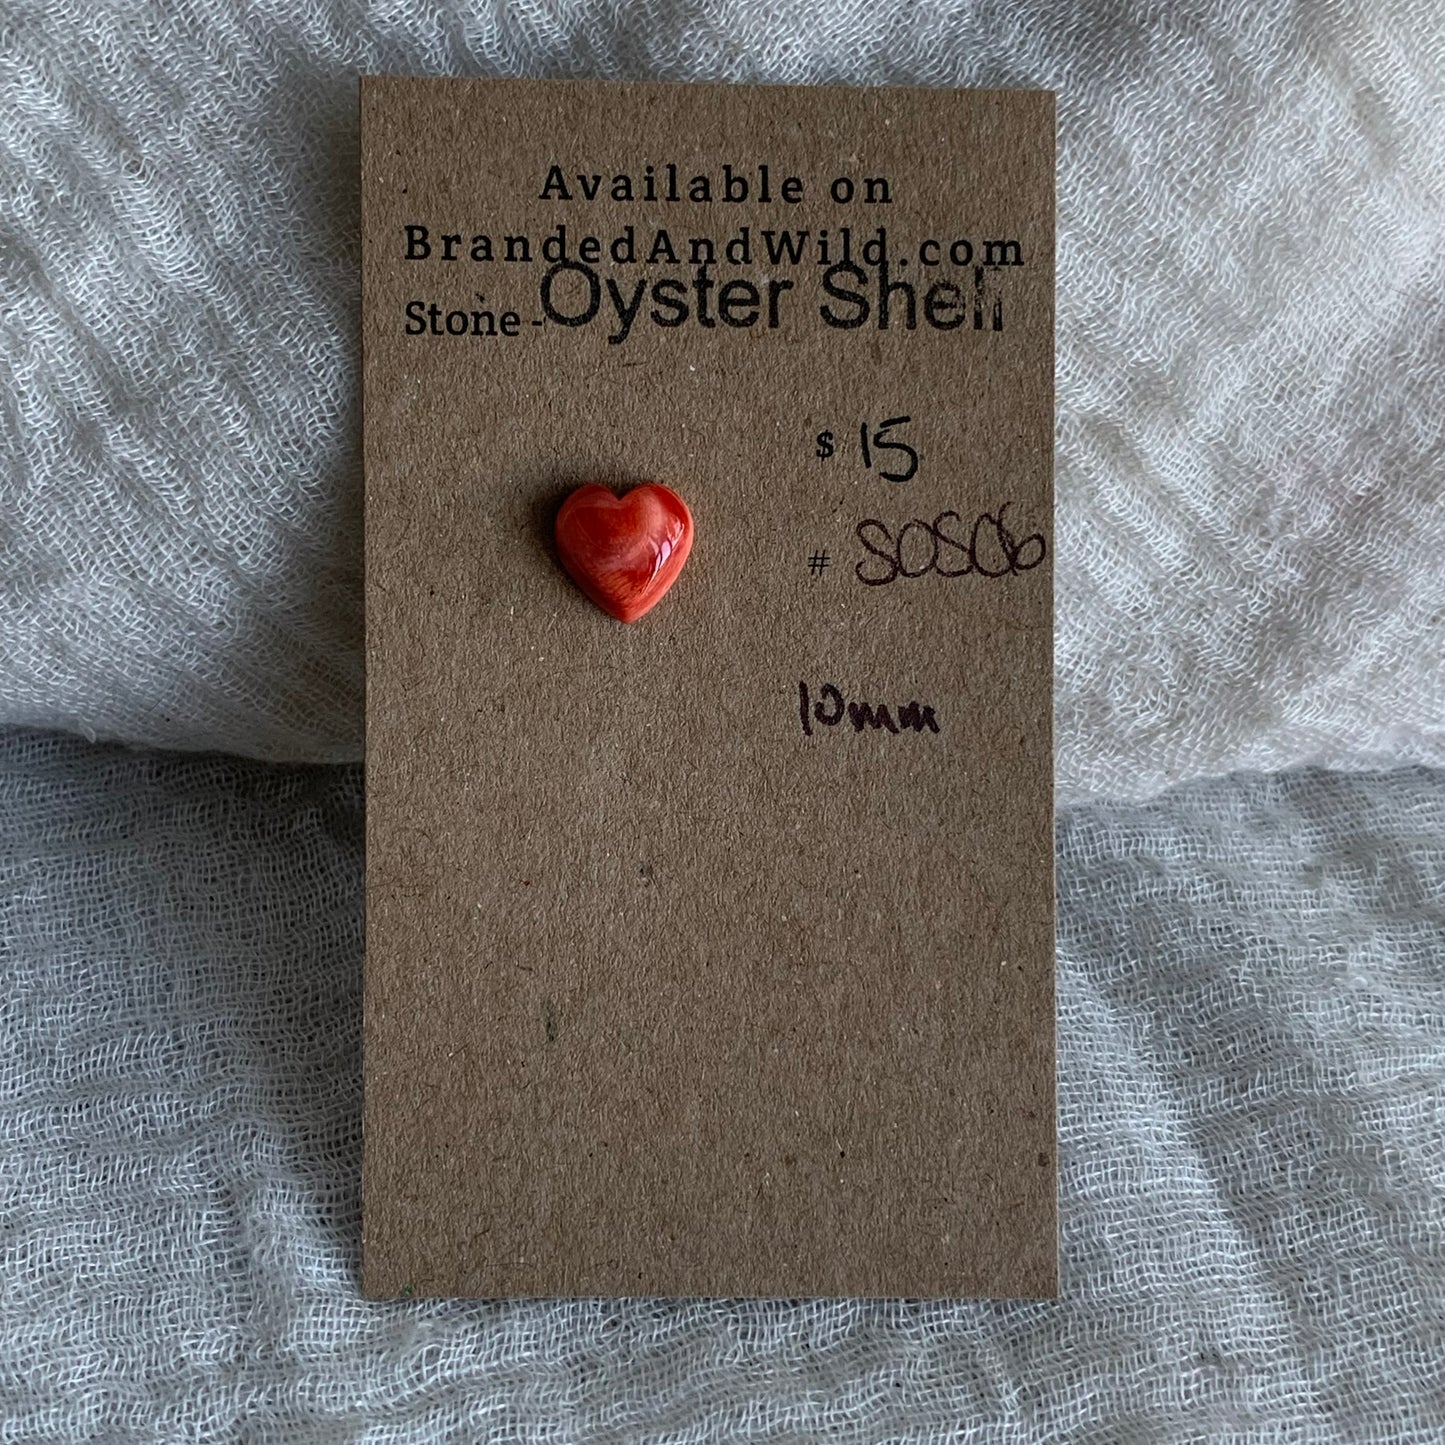 Available on
BrandedAndWild.com
Stone - Oyster Shell
$ 15
# SOS06
10mm